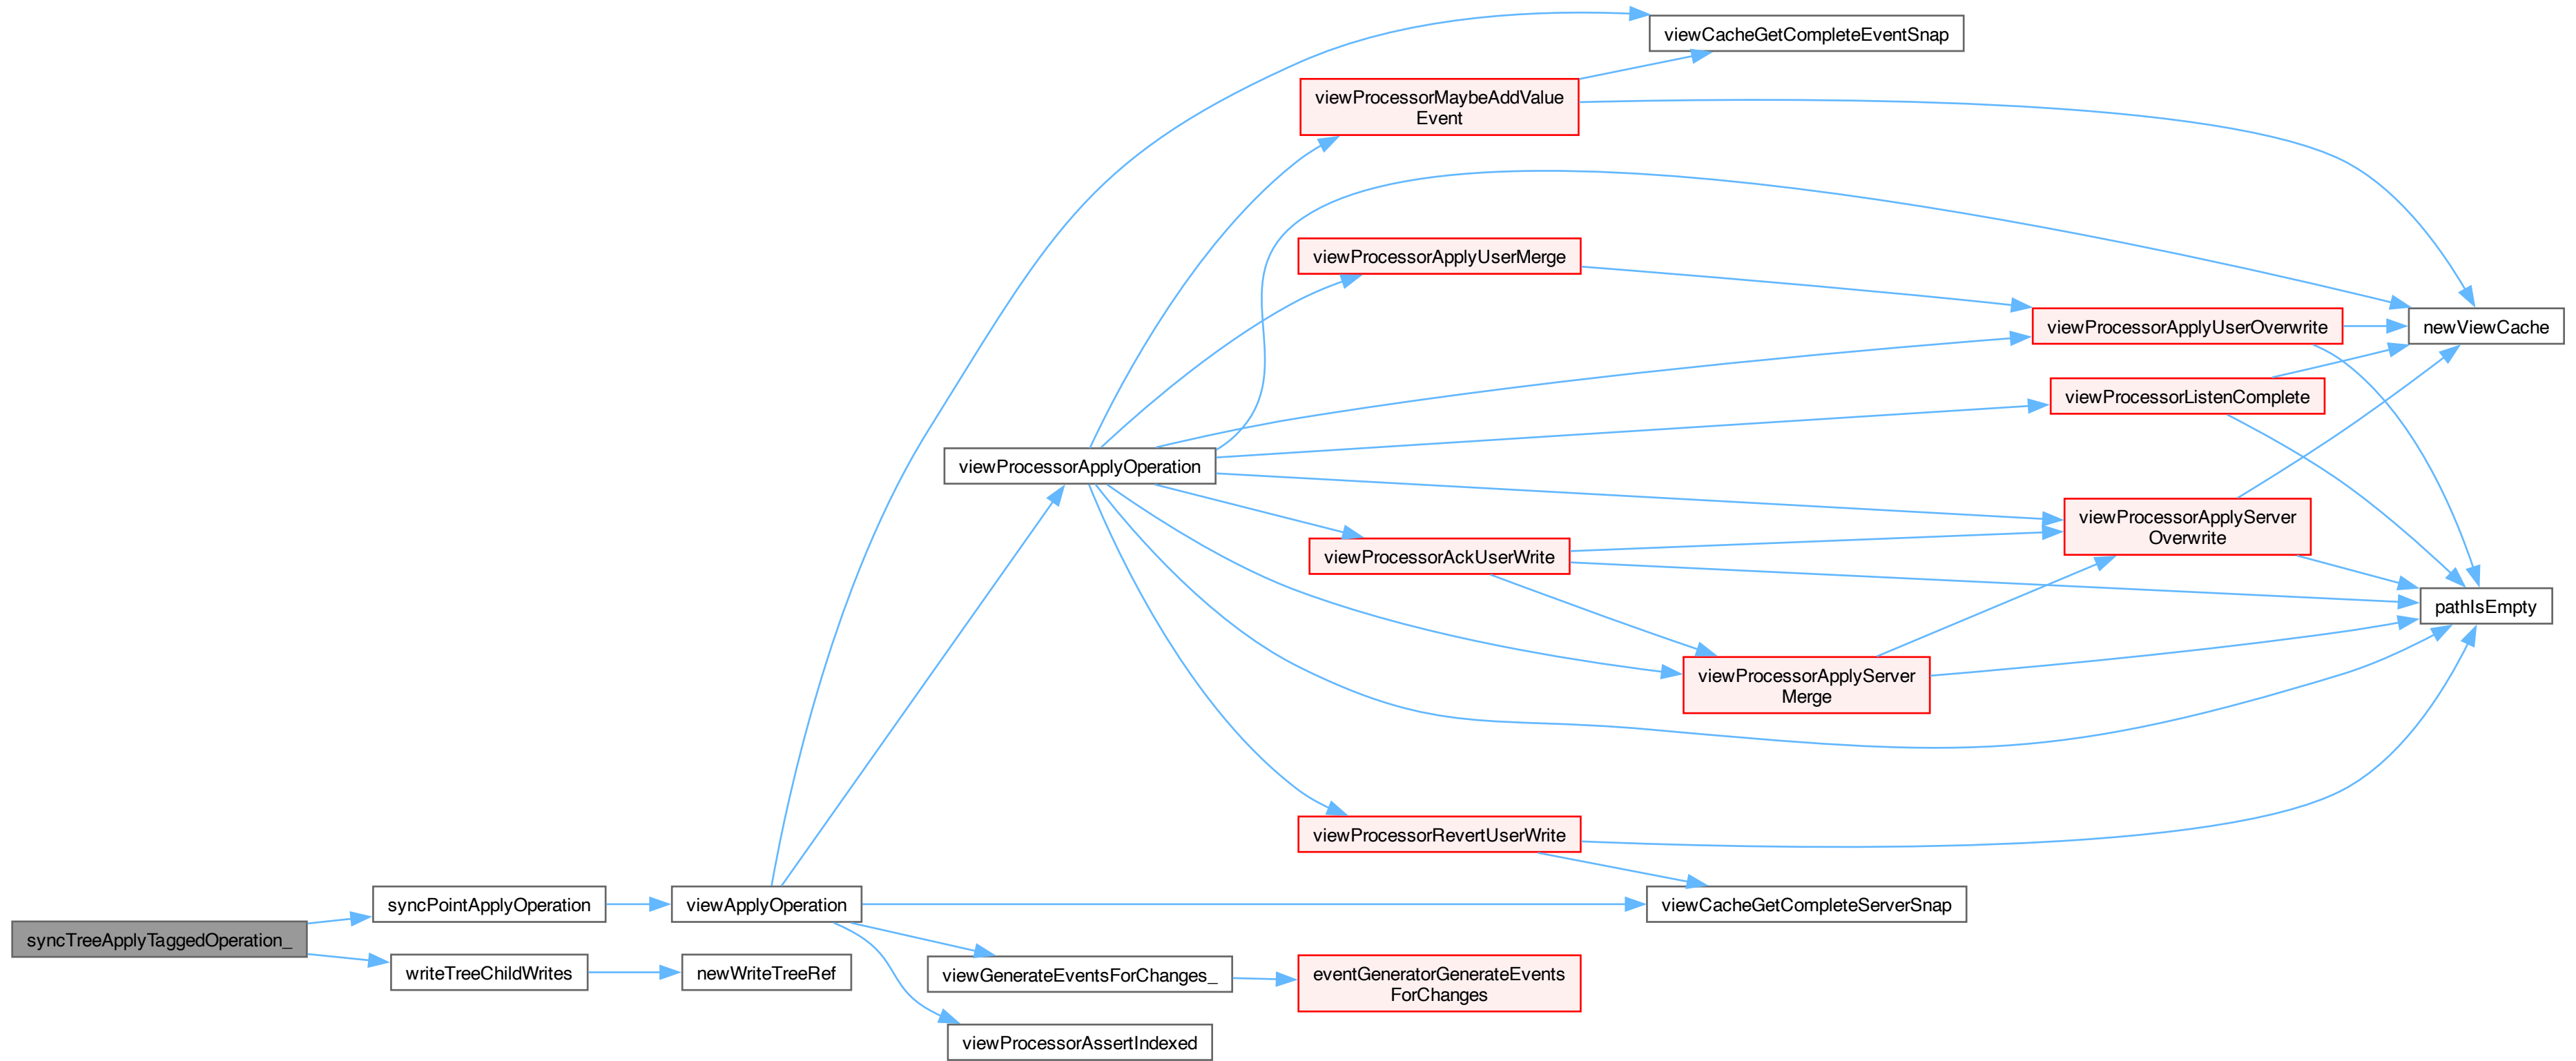 viewCacheGetCompleteEventSnap
viewProcessorMaybeAddValue
Event
viewProcessorApplyUserMerge
viewProcessorApplyUserOverwrite
newViewCache
viewProcessorListenComplete
viewProcessorApplyOperation
viewProcessorApplyServer
Overwrite
viewProcessorAckUserWrite
pathIsEmpty
viewProcessorApplyServer
Merge
viewProcessorRevertUserWrite
syncPointApplyOperation
viewApplyOperation
viewCacheGetCompleteServerSnap
syncTreeApplyTaggedOperation_
writeTreeChildWrites
newWriteTreeRef
viewGenerateEventsForChanges_
eventGeneratorGenerateEvents
ForChanges
viewProcessorAssertIndexed